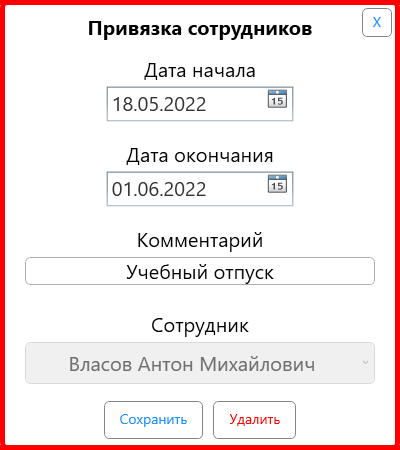 Привязка сотрудников
X
Дата начала
18.05.2022
15
Дата окончания
01.06.2022
15
Комментарий
Учебный отпуск
Сотрудник
Власов Антон Михайлович
Сохранить
Удалить